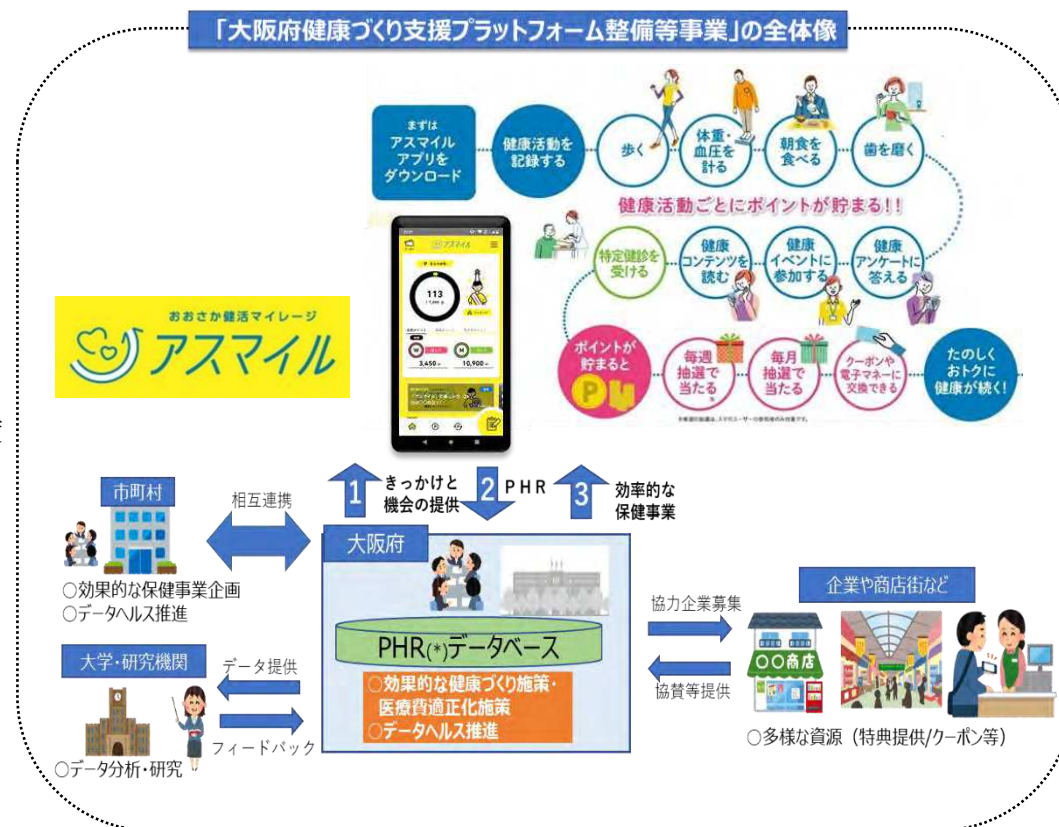 「大阪府健康づくり支援プラットフォーム整備等事業」の全体像
まずは
アスマイル
アプリを
ダウンロード
健康活動を
記録する
歩く
体重・
血圧を
計る
朝食を
食べる
歯を磨く
健康活動ごとにポイントが貯まる!!
特定健診を
受ける
健康
コンテンツを
読む
健康
イベントに
参加する
健康
アンケートに
答える
ポイントが
貯まると
P
毎週
抽選で
当たる
毎月
抽選で
当たる
クーポンや
電子マネーに
交換できる
たのしく
おトクに
健康が続く!
おおさか健活マイレージ
アスマイル
アスマイル
113
W
M
3,450
10,900
1
きっかけと
機会の提供
2
PHR
3
効率的な
保健事業
市町村
相互連携
○効果的な保健事業企画
○データヘルス推進
大阪府
PHR(*)データベース
○効果的な健康づくり施策・
医療費適正化施策
○データヘルス推進
大学・研究機関
データ提供
フィードバック
○データ分析・研究
協力企業募集
協賛等提供
企業や商店街など
○○商店
○多様な資源（特典提供/クーポン等）